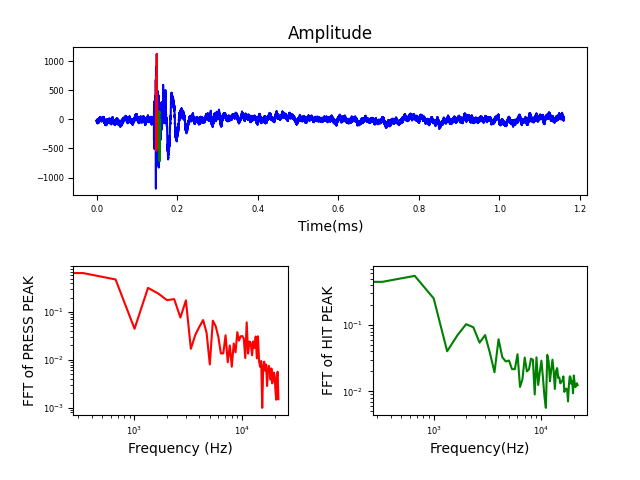 Amplitude
1000
500
0
−500
−1000
0.0 0.2 0.4 0.6 0.8 1.0 1.2
Time(ms)
FFT of PRESS PEAK
10⁻¹
10⁻²
10⁻³
10³ 10⁴
Frequency (Hz)
FFT of HIT PEAK
10⁻¹
10⁻²
10³ 10⁴
Frequency(Hz)